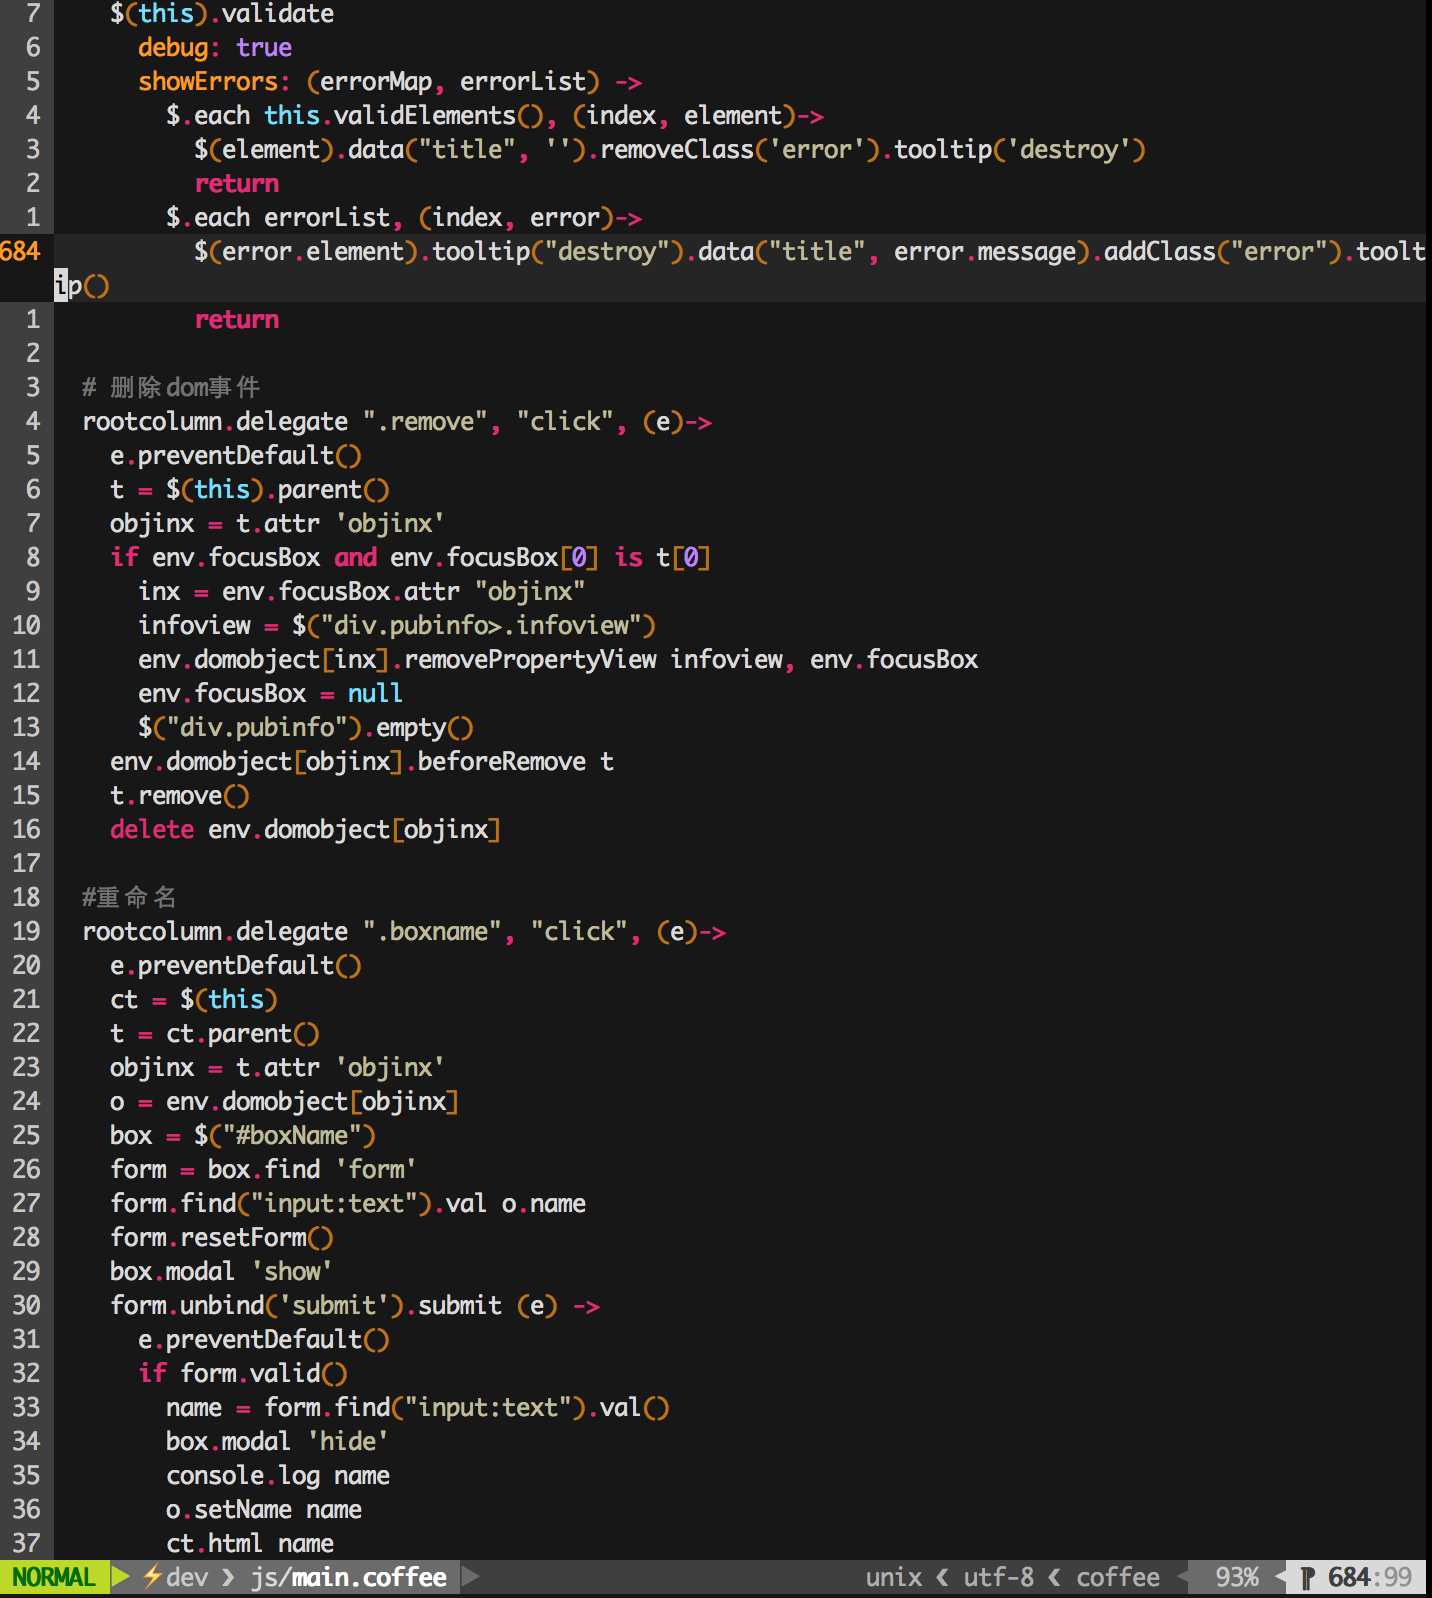 7 $(this).validate
6 debug: true
5 showErrors: (errorMap, errorList) ->
4 $.each this.validElements(), (index, element)->
3 $(element).data("title", '').removeClass('error').tooltip('destroy')
2 return
1 $.each errorList, (index, error)->
684 $(error.element).tooltip("destroy").data("title", error.message).addClass("error").toolt
ip()
1 return
2
3 # 删除dom事件
4 rootcolumn.delegate ".remove", "click", (e)->
5 e.preventDefault()
6 t = $(this).parent()
7 objinx = t.attr 'objinx'
8 if env.focusBox and env.focusBox[0] is t[0]
9 inx = env.focusBox.attr "objinx"
10 infoview = $("div.pubinfo>.infoview")
11 env.domobject[inx].removePropertyView infoview, env.focusBox
12 env.focusBox = null
13 $("div.pubinfo").empty()
14 env.domobject[objinx].beforeRemove t
15 t.remove()
16 delete env.domobject[objinx]
17
18 #重命名
19 rootcolumn.delegate ".boxname", "click", (e)->
20 e.preventDefault()
21 ct = $(this)
22 t = ct.parent()
23 objinx = t.attr 'objinx'
24 o = env.domobject[objinx]
25 box = $("#boxName")
26 form = box.find 'form'
27 form.find("input:text").val o.name
28 form.resetForm()
29 box.modal 'show'
30 form.unbind('submit').submit (e) ->
31 e.preventDefault()
32 if form.valid()
33 name = form.find("input:text").val()
34 box.modal 'hide'
35 console.log name
36 o.setName name
37 ct.html name
NORMAL ⚡dev ❯ js/main.coffee unix ❮ utf-8 ❮ coffee 93% ⁋ 684:99